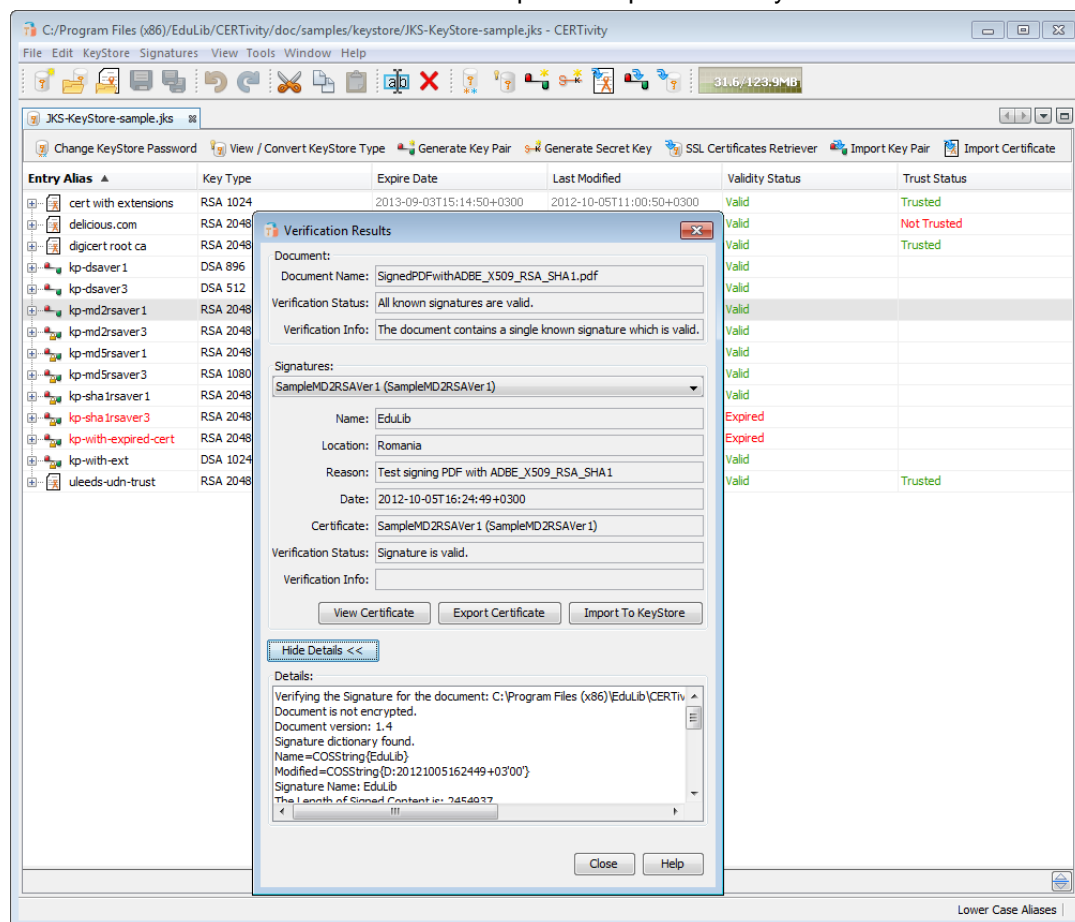 C:/Program Files (x86)/EduLib/CERTivity/doc/samples/keystore/JKS-KeyStore-sample.jks - CERTivity
File Edit KeyStore Signatures View Tools Window Help
31.6/123.9MB
JKS-KeyStore-sample.jks
Change KeyStore Password View / Convert KeyStore Type Generate Key Pair Generate Secret Key SSL Certificates Retriever Import Key Pair Import Certificate
Entry Alias Key Type Expire Date Last Modified Validity Status Trust Status
cert with extensions RSA 1024 2013-09-03T15:14:50+0300 2012-10-05T11:00:50+0300 Valid Trusted
delicious.com RSA 2048 Valid Not Trusted
digicert root ca RSA 2048 Valid Trusted
kp-dsaver1 DSA 896 Valid
kp-dsaver3 DSA 512 Valid
kp-md2rsaver1 RSA 2048 Valid
kp-md2rsaver3 RSA 2048 Valid
kp-md5rsaver1 RSA 2048 Valid
kp-md5rsaver3 RSA 1080 Valid
kp-sha1rsaver1 RSA 2048 Valid
kp-sha1rsaver3 RSA 2048 Expired
kp-with-expired-cert RSA 2048 Expired
kp-with-ext DSA 1024 Valid
uleeds-udn-trust RSA 2048 Valid Trusted
Verification Results
Document:
Document Name: SignedPDFwithADBE_X509_RSA_SHA1.pdf
Verification Status: All known signatures are valid.
Verification Info: The document contains a single known signature which is valid.
Signatures:
SampleMD2RSAVer1 (SampleMD2RSAVer1)
Name: EduLib
Location: Romania
Reason: Test signing PDF with ADBE_X509_RSA_SHA1
Date: 2012-10-05T16:24:49+0300
Certificate: SampleMD2RSAVer1 (SampleMD2RSAVer1)
Verification Status: Signature is valid.
Verification Info:
View Certificate Export Certificate Import To KeyStore
Hide Details <<
Details:
Verifying the Signature for the document: C:\Program Files (x86)\EduLib\CERTiv
Document is not encrypted.
Document version: 1.4
Signature dictionary found.
Name=COSString{EduLib}
Modified=COSString{D:20121005162449+03'00'}
Signature Name: EduLib
The Length of Signed Content is: 2454937
Close Help
Lower Case Aliases